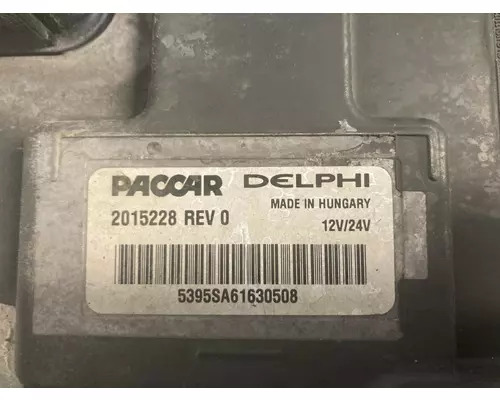 PACCAR DELPHI
2015228 REV 0 MADE IN HUNGARY
12V/24V
5395SA61630508